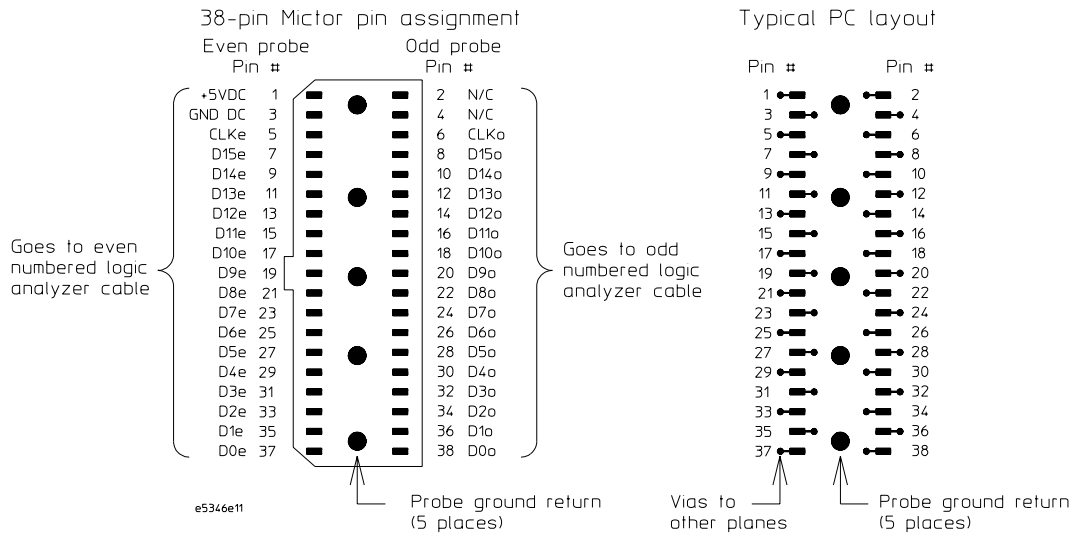 38-pin Mictor pin assignment
Typical PC layout
Even probe
Odd probe
Pin #
Pin #
Pin #
Pin #
+5VDC 1 2 N/C
GND DC 3 4 N/C
CLKe 5 6 CLKo
D15e 7 8 D15o
D14e 9 10 D14o
D13e 11 12 D13o
D12e 13 14 D12o
D11e 15 16 D11o
D10e 17 18 D10o
D9e 19 20 D9o
D8e 21 22 D8o
D7e 23 24 D7o
D6e 25 26 D6o
D5e 27 28 D5o
D4e 29 30 D4o
D3e 31 32 D3o
D2e 33 34 D2o
D1e 35 36 D1o
D0e 37 38 D0o
Goes to even
numbered logic
analyzer cable
Goes to odd
numbered logic
analyzer cable
1 2
3 4
5 6
7 8
9 10
11 12
13 14
15 16
17 18
19 20
21 22
23 24
25 26
27 28
29 30
31 32
33 34
35 36
37 38
e5346e11
Probe ground return
(5 places)
Vias to
other planes
Probe ground return
(5 places)